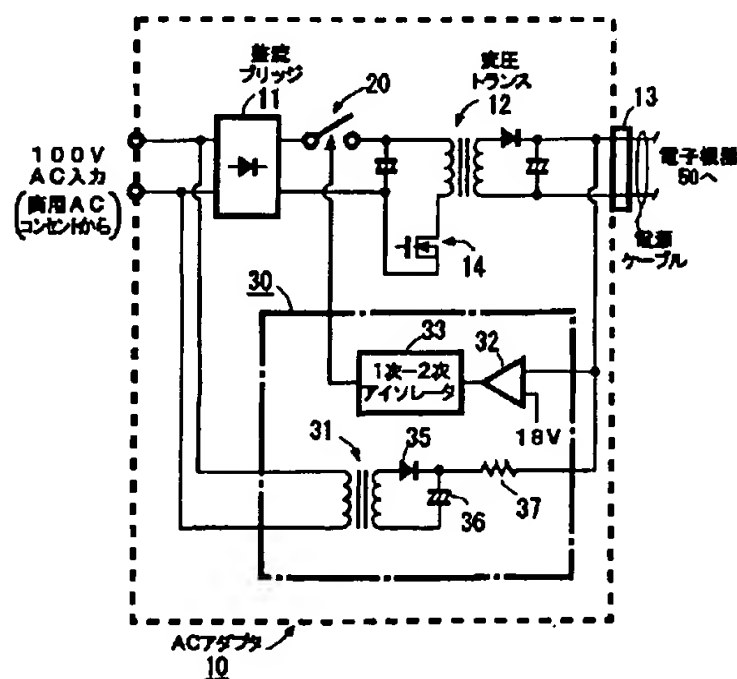 整流
ブリッジ
11
20
変圧
トランス
12
13
100V
AC入力
(商用AC
コンセントから)
電子機器
50へ
電源
ケーブル
14
30
33
1次−2次
アイソレータ
32
18V
31
35
36
37
ACアダプタ
10